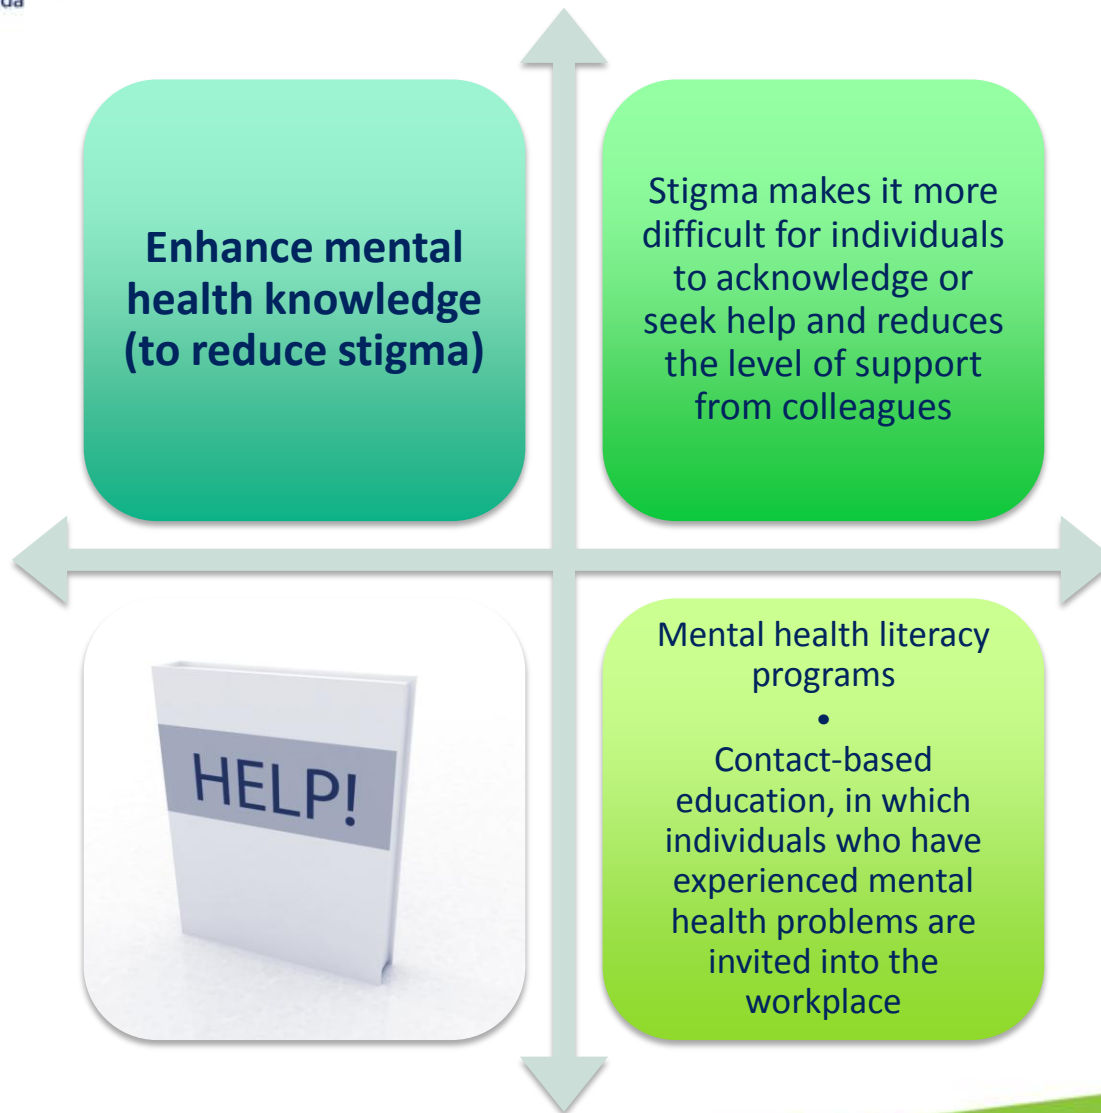 Enhance mental
health knowledge
(to reduce stigma)
Stigma makes it more
difficult for individuals
to acknowledge or
seek help and reduces
the level of support
from colleagues
HELP!
Mental health literacy
programs
•
Contact-based
education, in which
individuals who have
experienced mental
health problems are
invited into the
workplace